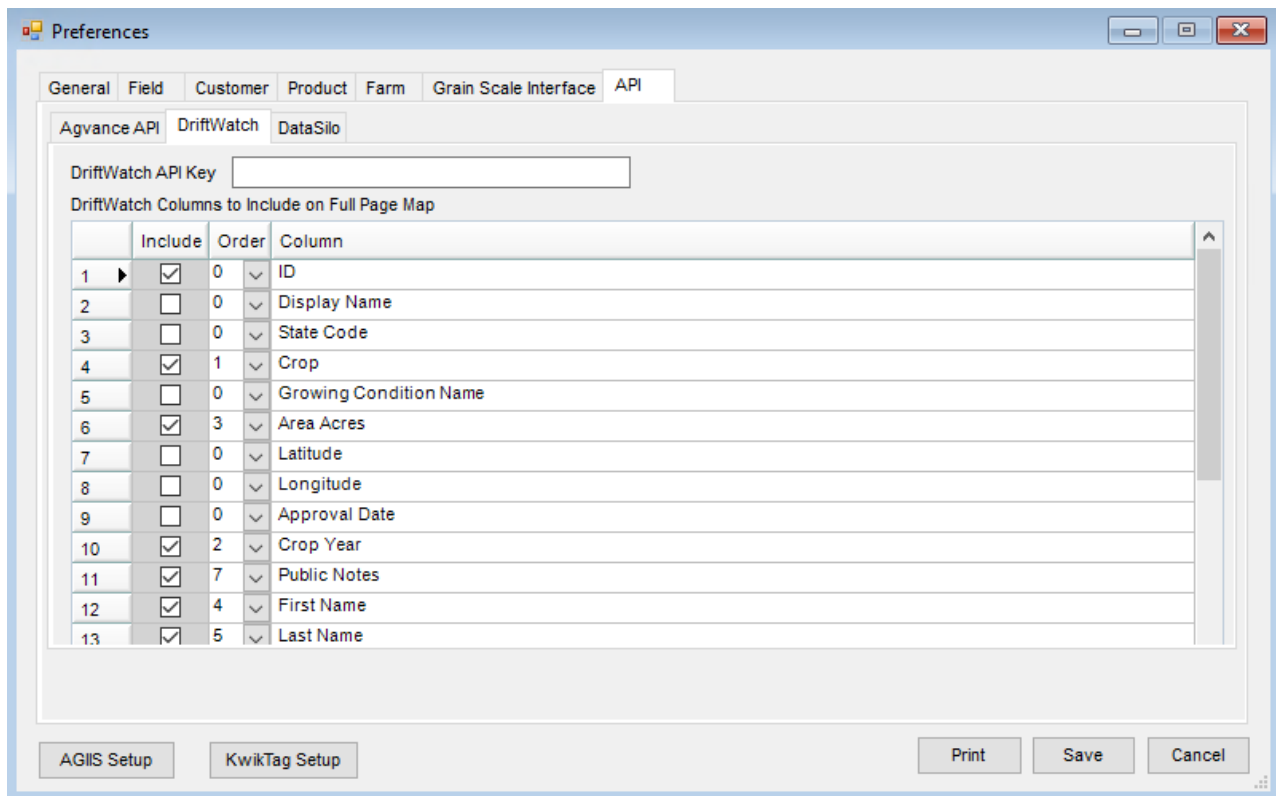 Preferences
General Field Customer Product Farm Grain Scale Interface API
Agvance API DriftWatch DataSilo
DriftWatch API Key
DriftWatch Columns to Include on Full Page Map
Include Order Column
1 0 ID
2 0 Display Name
3 0 State Code
4 1 Crop
5 0 Growing Condition Name
6 3 Area Acres
7 0 Latitude
8 0 Longitude
9 0 Approval Date
10 2 Crop Year
11 7 Public Notes
12 4 First Name
13 5 Last Name
AGIIS Setup KwikTag Setup Print Save Cancel